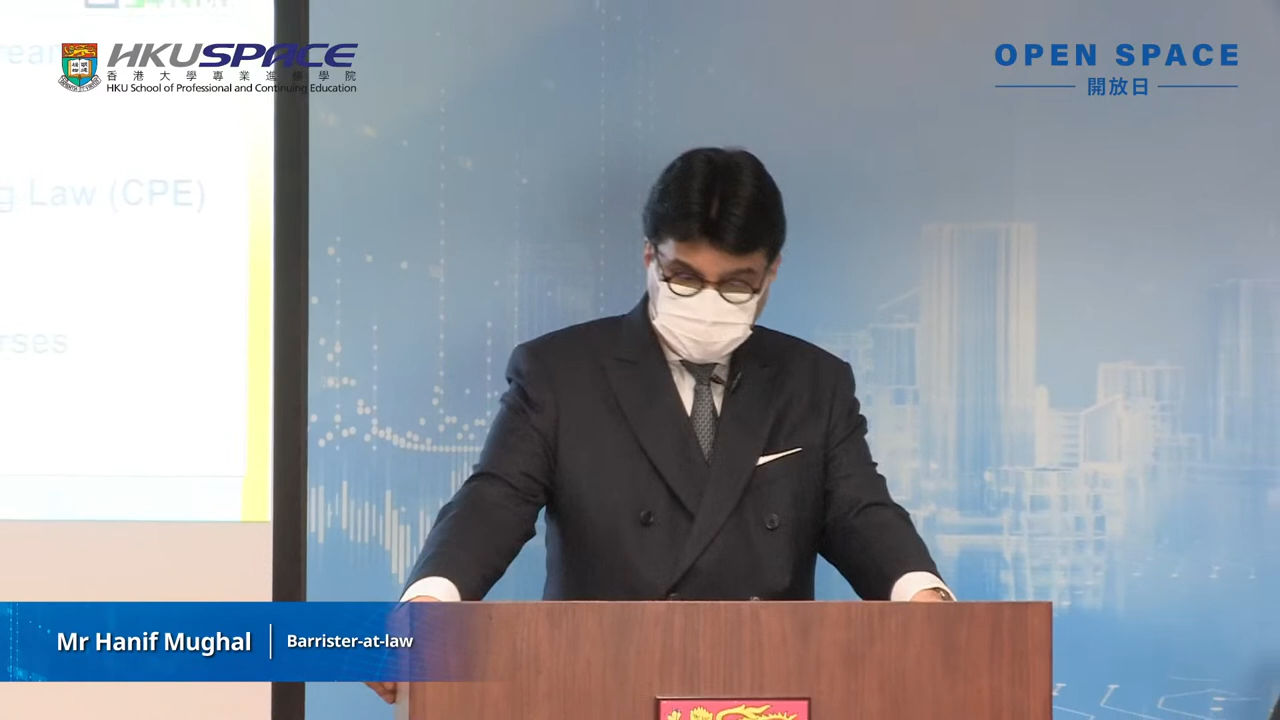 HKUSPACE
香港大學專業進修學院
HKU School of Professional and Continuing Education
OPEN SPACE
開放日
Law (CPE)
Mr Hanif Mughal
Barrister-at-law